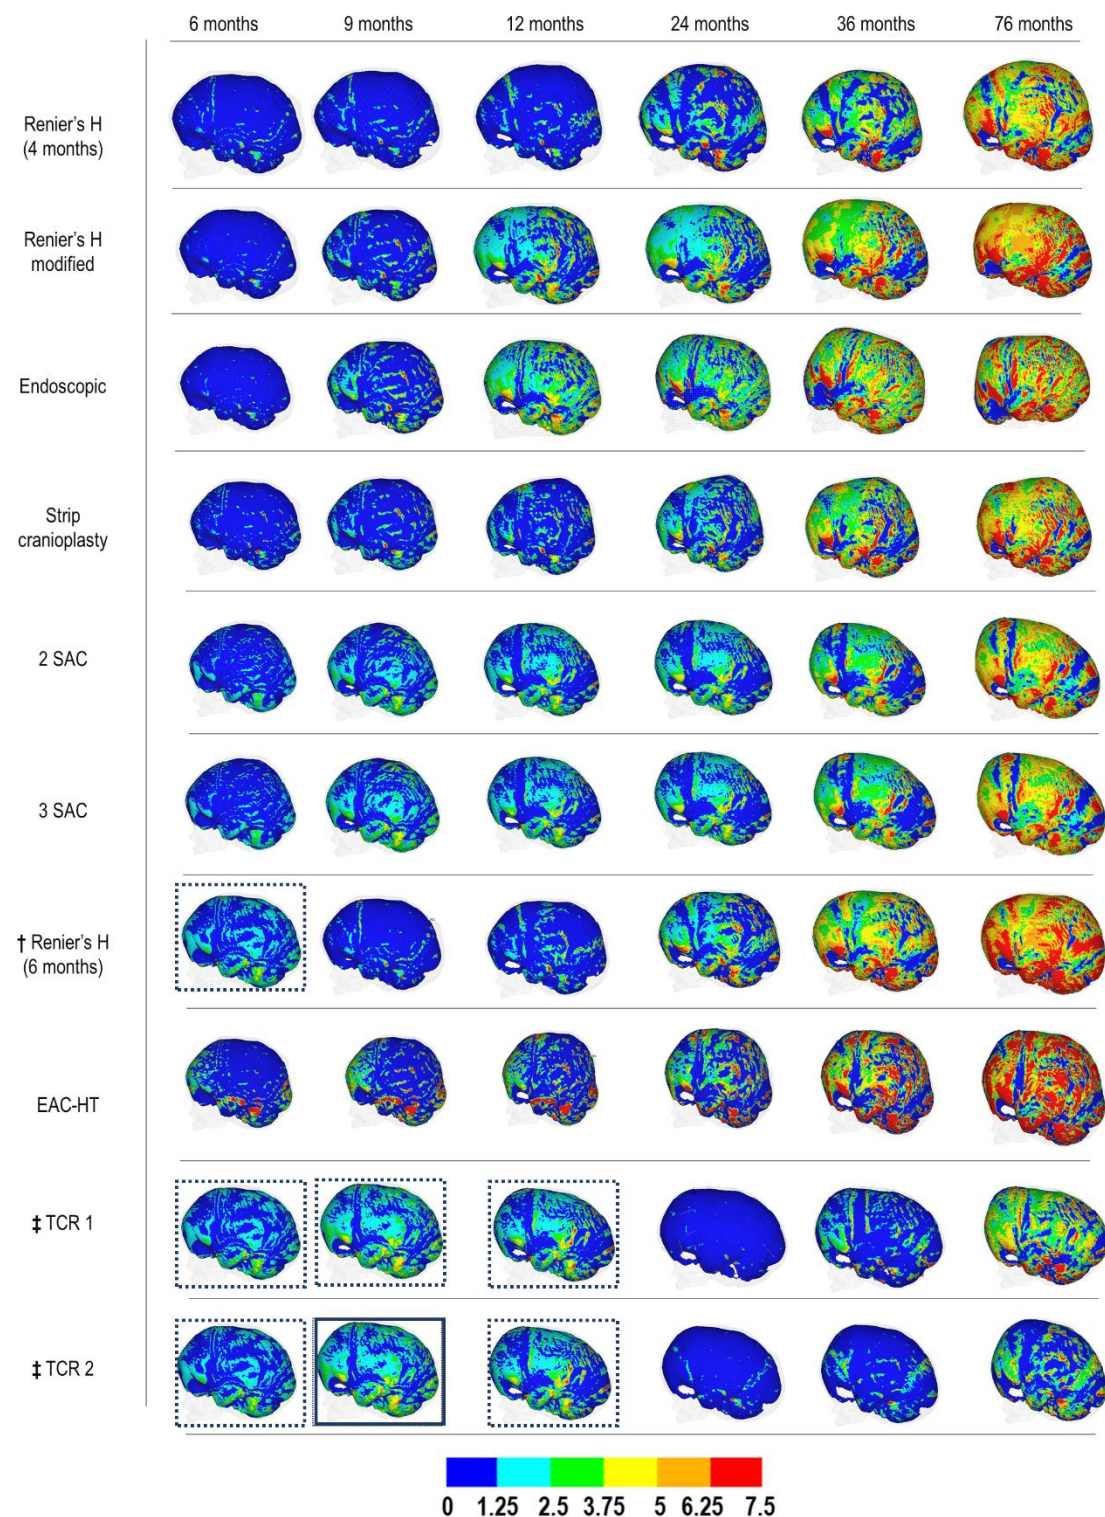 6 months 9 months 12 months 24 months 36 months 76 months
Renier's H
(4 months)
Renier's H
modified
Endoscopic
Strip
cranioplasty
2 SAC
3 SAC
† Renier's H
(6 months)
EAC-HT
‡ TCR 1
‡ TCR 2
0 1.25 2.5 3.75 5 6.25 7.5